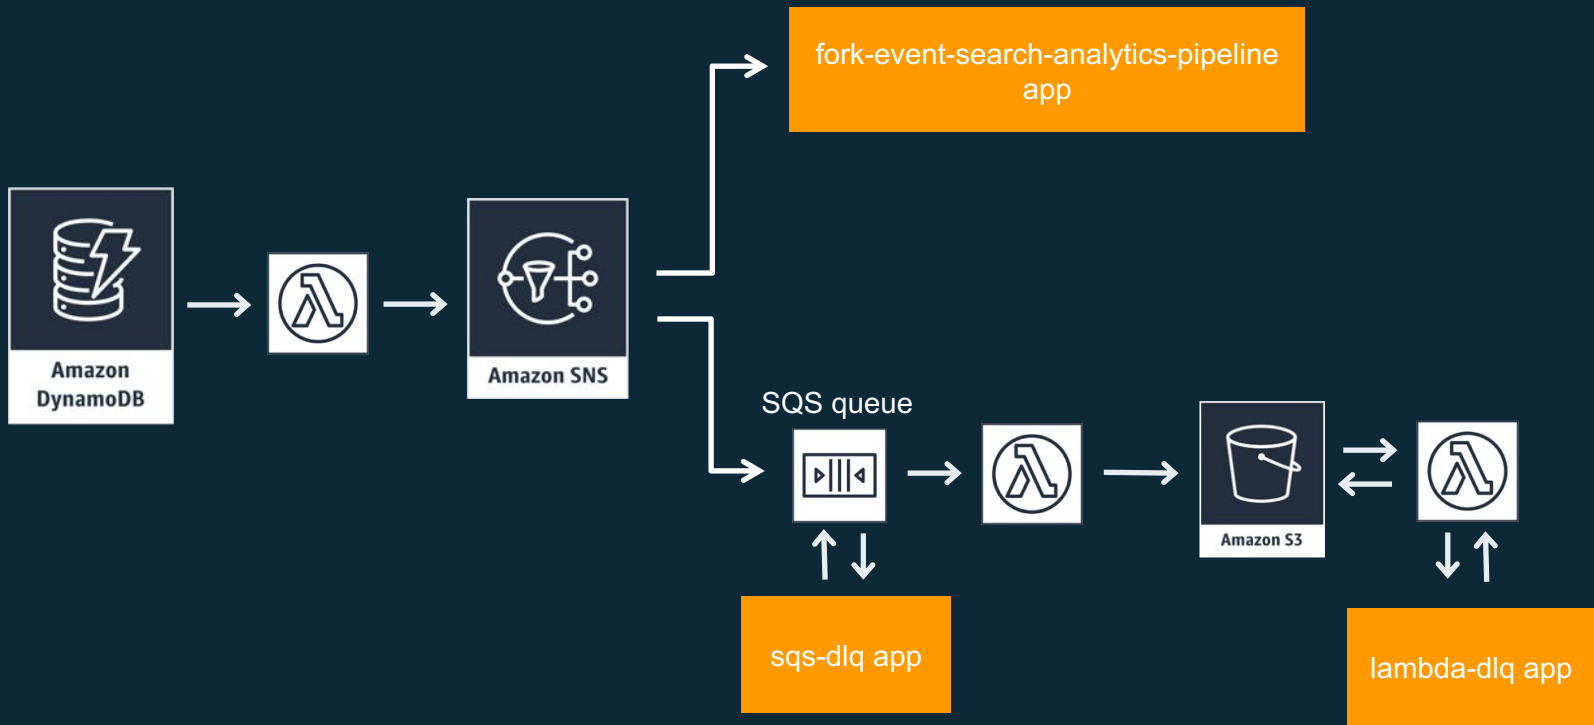 fork-event-search-analytics-pipeline
app
Amazon
DynamoDB
Amazon SNS
SQS queue
Amazon S3
sqs-dlq app
lambda-dlq app